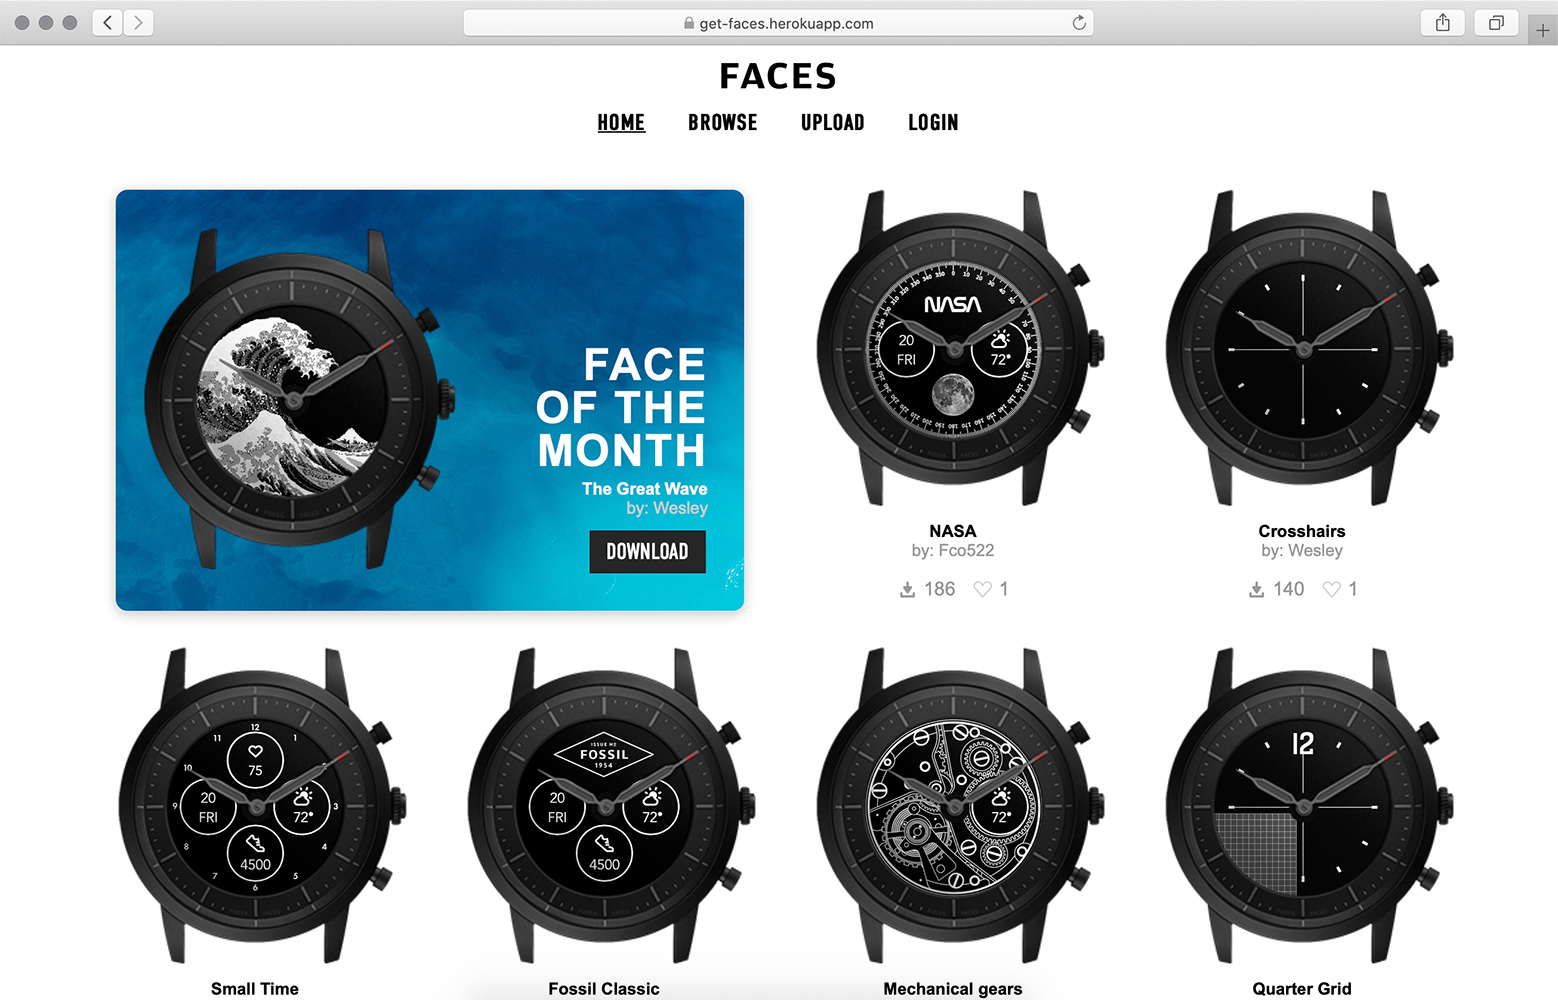 get-faces.herokuapp.com
FACES
HOME BROWSE UPLOAD LOGIN
FACE
OF THE
MONTH
The Great Wave
by: Wesley
DOWNLOAD
NASA
20
FRI
72°
NASA
by: Fco522
186 1
Crosshairs
by: Wesley
140 1
12
11 1
10 2
9 3
8 4
7 5
6
75
20
FRI
72°
4500
Small Time
ISSUE NO
FOSSIL
1954
20
FRI
72°
4500
Fossil Classic
72°
Mechanical gears
12
Quarter Grid